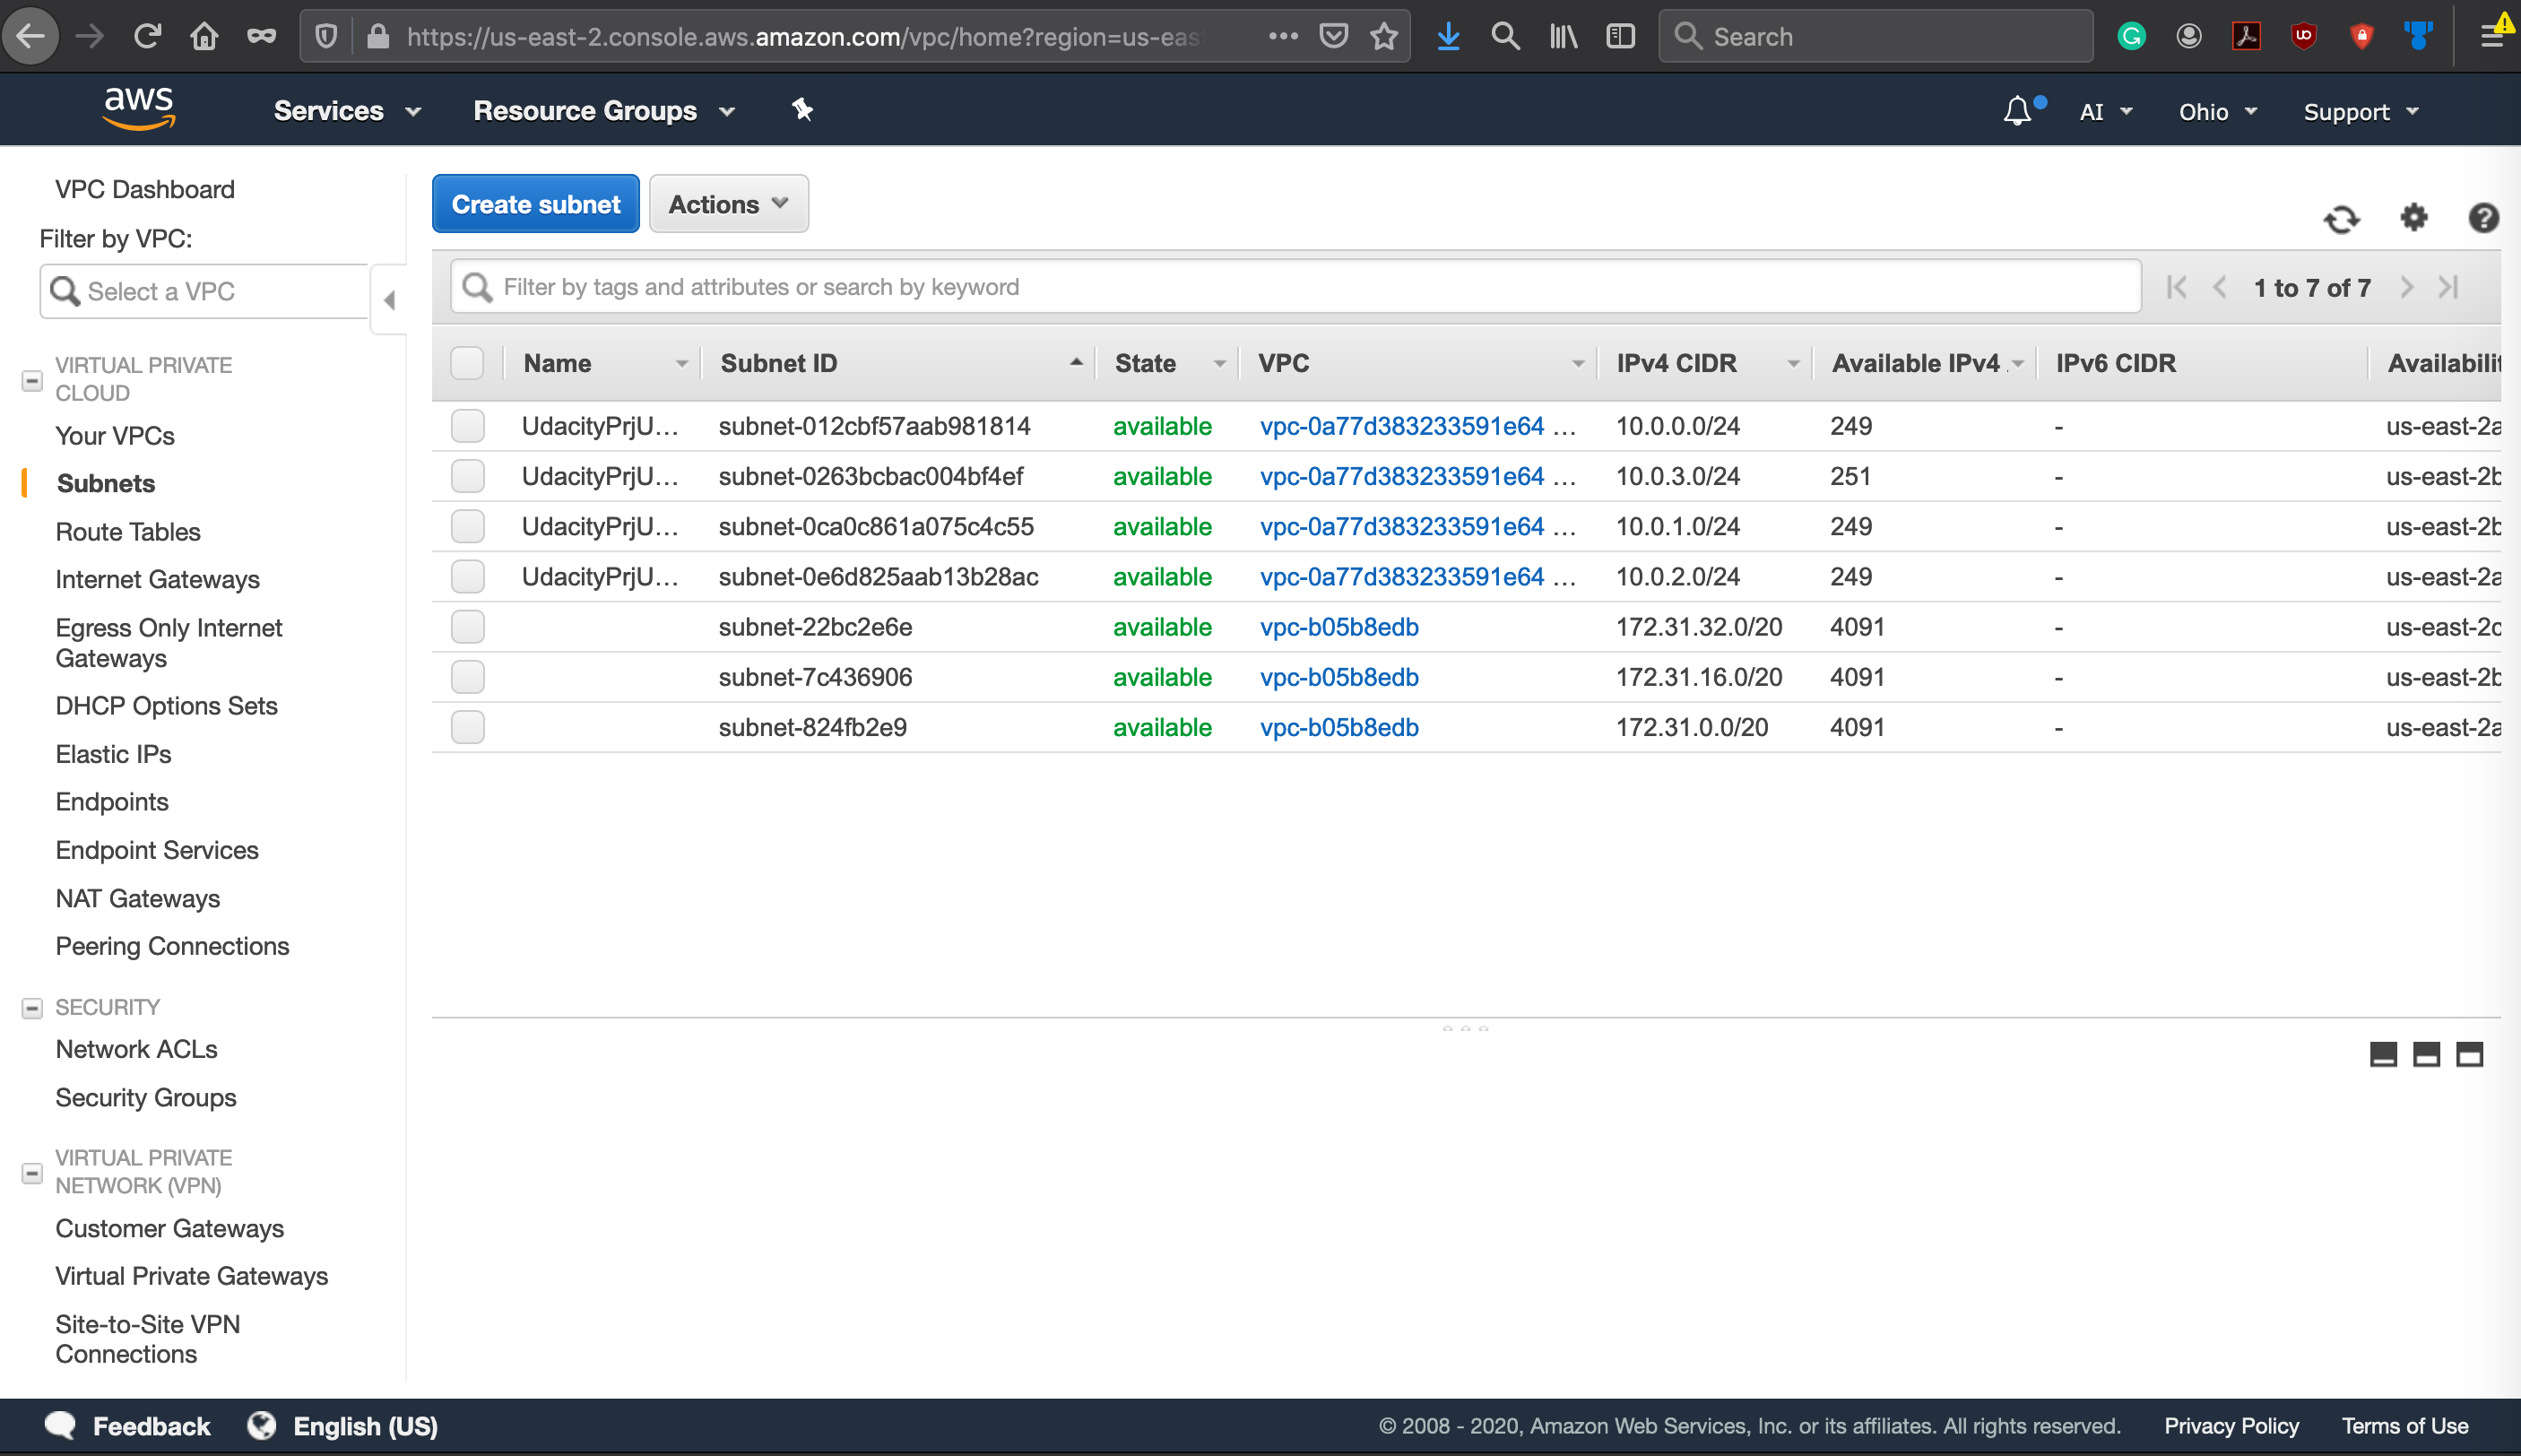 https://us-east-2.console.aws.amazon.com/vpc/home?region=us-eas
Search
aws
Services
Resource Groups
AI
Ohio
Support
VPC Dashboard
Filter by VPC:
Select a VPC
VIRTUAL PRIVATE
CLOUD
Your VPCs
Subnets
Route Tables
Internet Gateways
Egress Only Internet
Gateways
DHCP Options Sets
Elastic IPs
Endpoints
Endpoint Services
NAT Gateways
Peering Connections
SECURITY
Network ACLs
Security Groups
VIRTUAL PRIVATE
NETWORK (VPN)
Customer Gateways
Virtual Private Gateways
Site-to-Site VPN
Connections
Create subnet
Actions
Filter by tags and attributes or search by keyword
1 to 7 of 7
Name Subnet ID State VPC IPv4 CIDR Available IPv4 IPv6 CIDR Availabilit
UdacityPrjU... subnet-012cbf57aab981814 available vpc-0a77d383233591e64 ... 10.0.0.0/24 249 - us-east-2a
UdacityPrjU... subnet-0263bcbac004bf4ef available vpc-0a77d383233591e64 ... 10.0.3.0/24 251 - us-east-2b
UdacityPrjU... subnet-0ca0c861a075c4c55 available vpc-0a77d383233591e64 ... 10.0.1.0/24 249 - us-east-2b
UdacityPrjU... subnet-0e6d825aab13b28ac available vpc-0a77d383233591e64 ... 10.0.2.0/24 249 - us-east-2a
subnet-22bc2e6e available vpc-b05b8edb 172.31.32.0/20 4091 - us-east-2c
subnet-7c436906 available vpc-b05b8edb 172.31.16.0/20 4091 - us-east-2b
subnet-824fb2e9 available vpc-b05b8edb 172.31.0.0/20 4091 - us-east-2a
Feedback
English (US)
© 2008 - 2020, Amazon Web Services, Inc. or its affiliates. All rights reserved.
Privacy Policy
Terms of Use